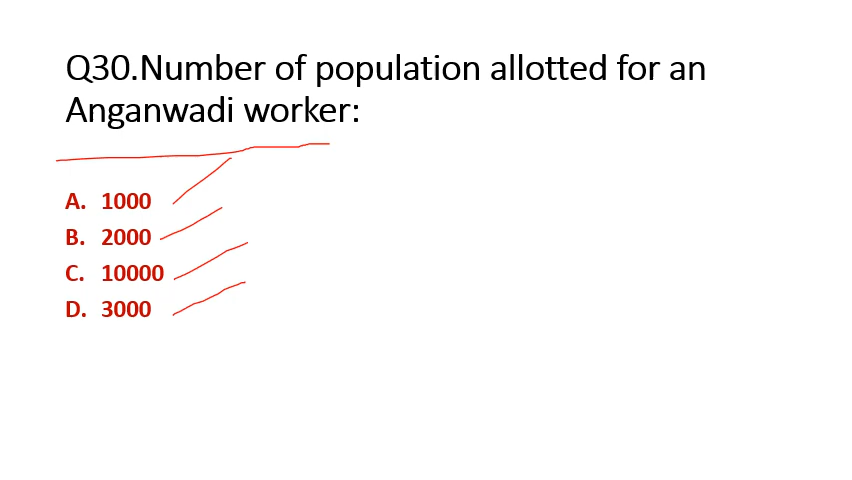 Q30.Number of population allotted for an
Anganwadi worker:
A. 1000
B. 2000
C. 10000
D. 3000